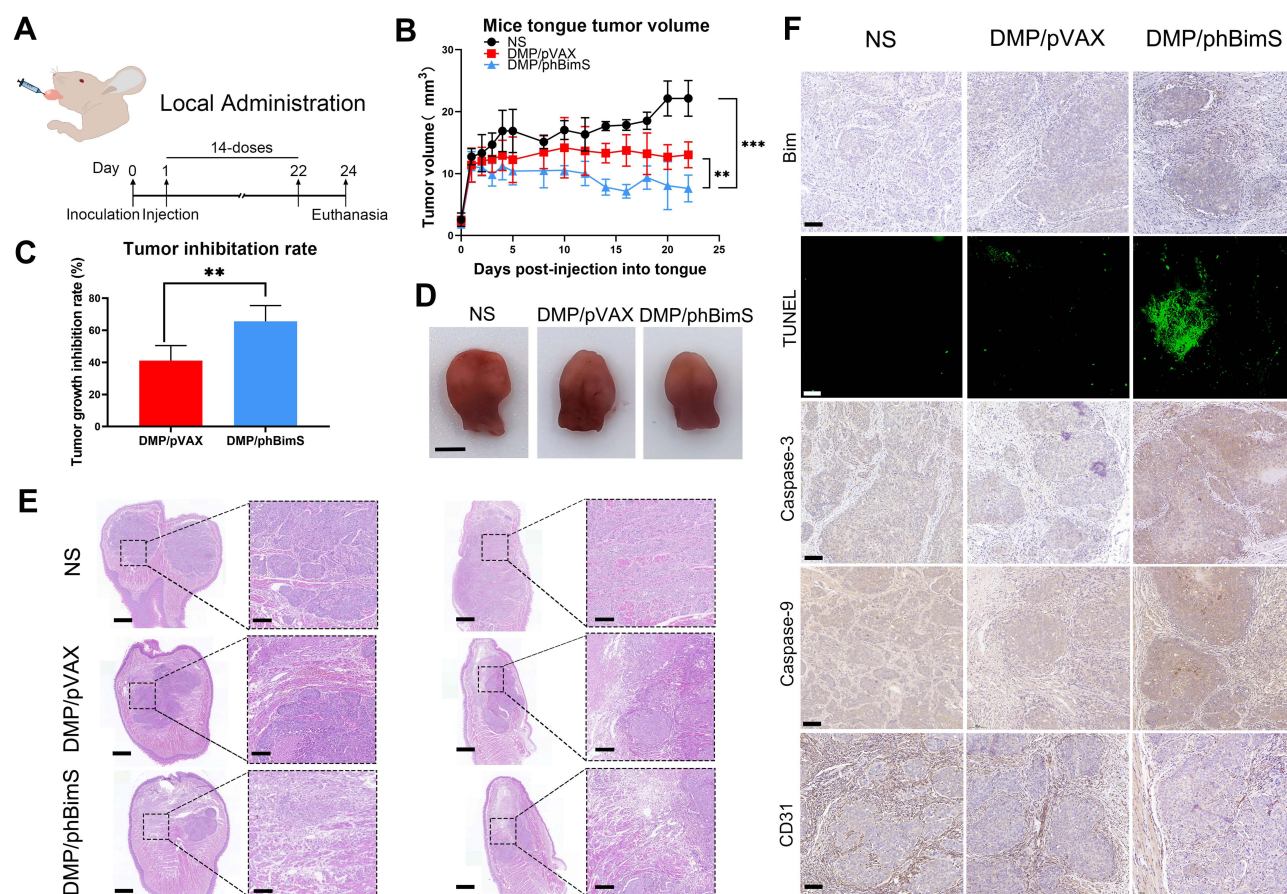 A
Local Administration
14-doses
Day 0 1 22 24
Inoculation Injection Euthanasia
B
Mice tongue tumor volume
NS
DMP/pVAX
DMP/phBimS
Tumor volume( mm³)
30
20
10
0
***
**
0 5 10 15 20 25
Days post-injection into tongue
C
Tumor inhibitation rate
**
Tumor growth inhibition rate (%)
80
60
40
20
0
DMP/pVAX DMP/phBimS
D
NS DMP/pVAX DMP/phBimS
E
NS
DMP/pVAX
DMP/phBimS
F
NS DMP/pVAX DMP/phBimS
Bim
TUNEL
Caspase-3
Caspase-9
CD31